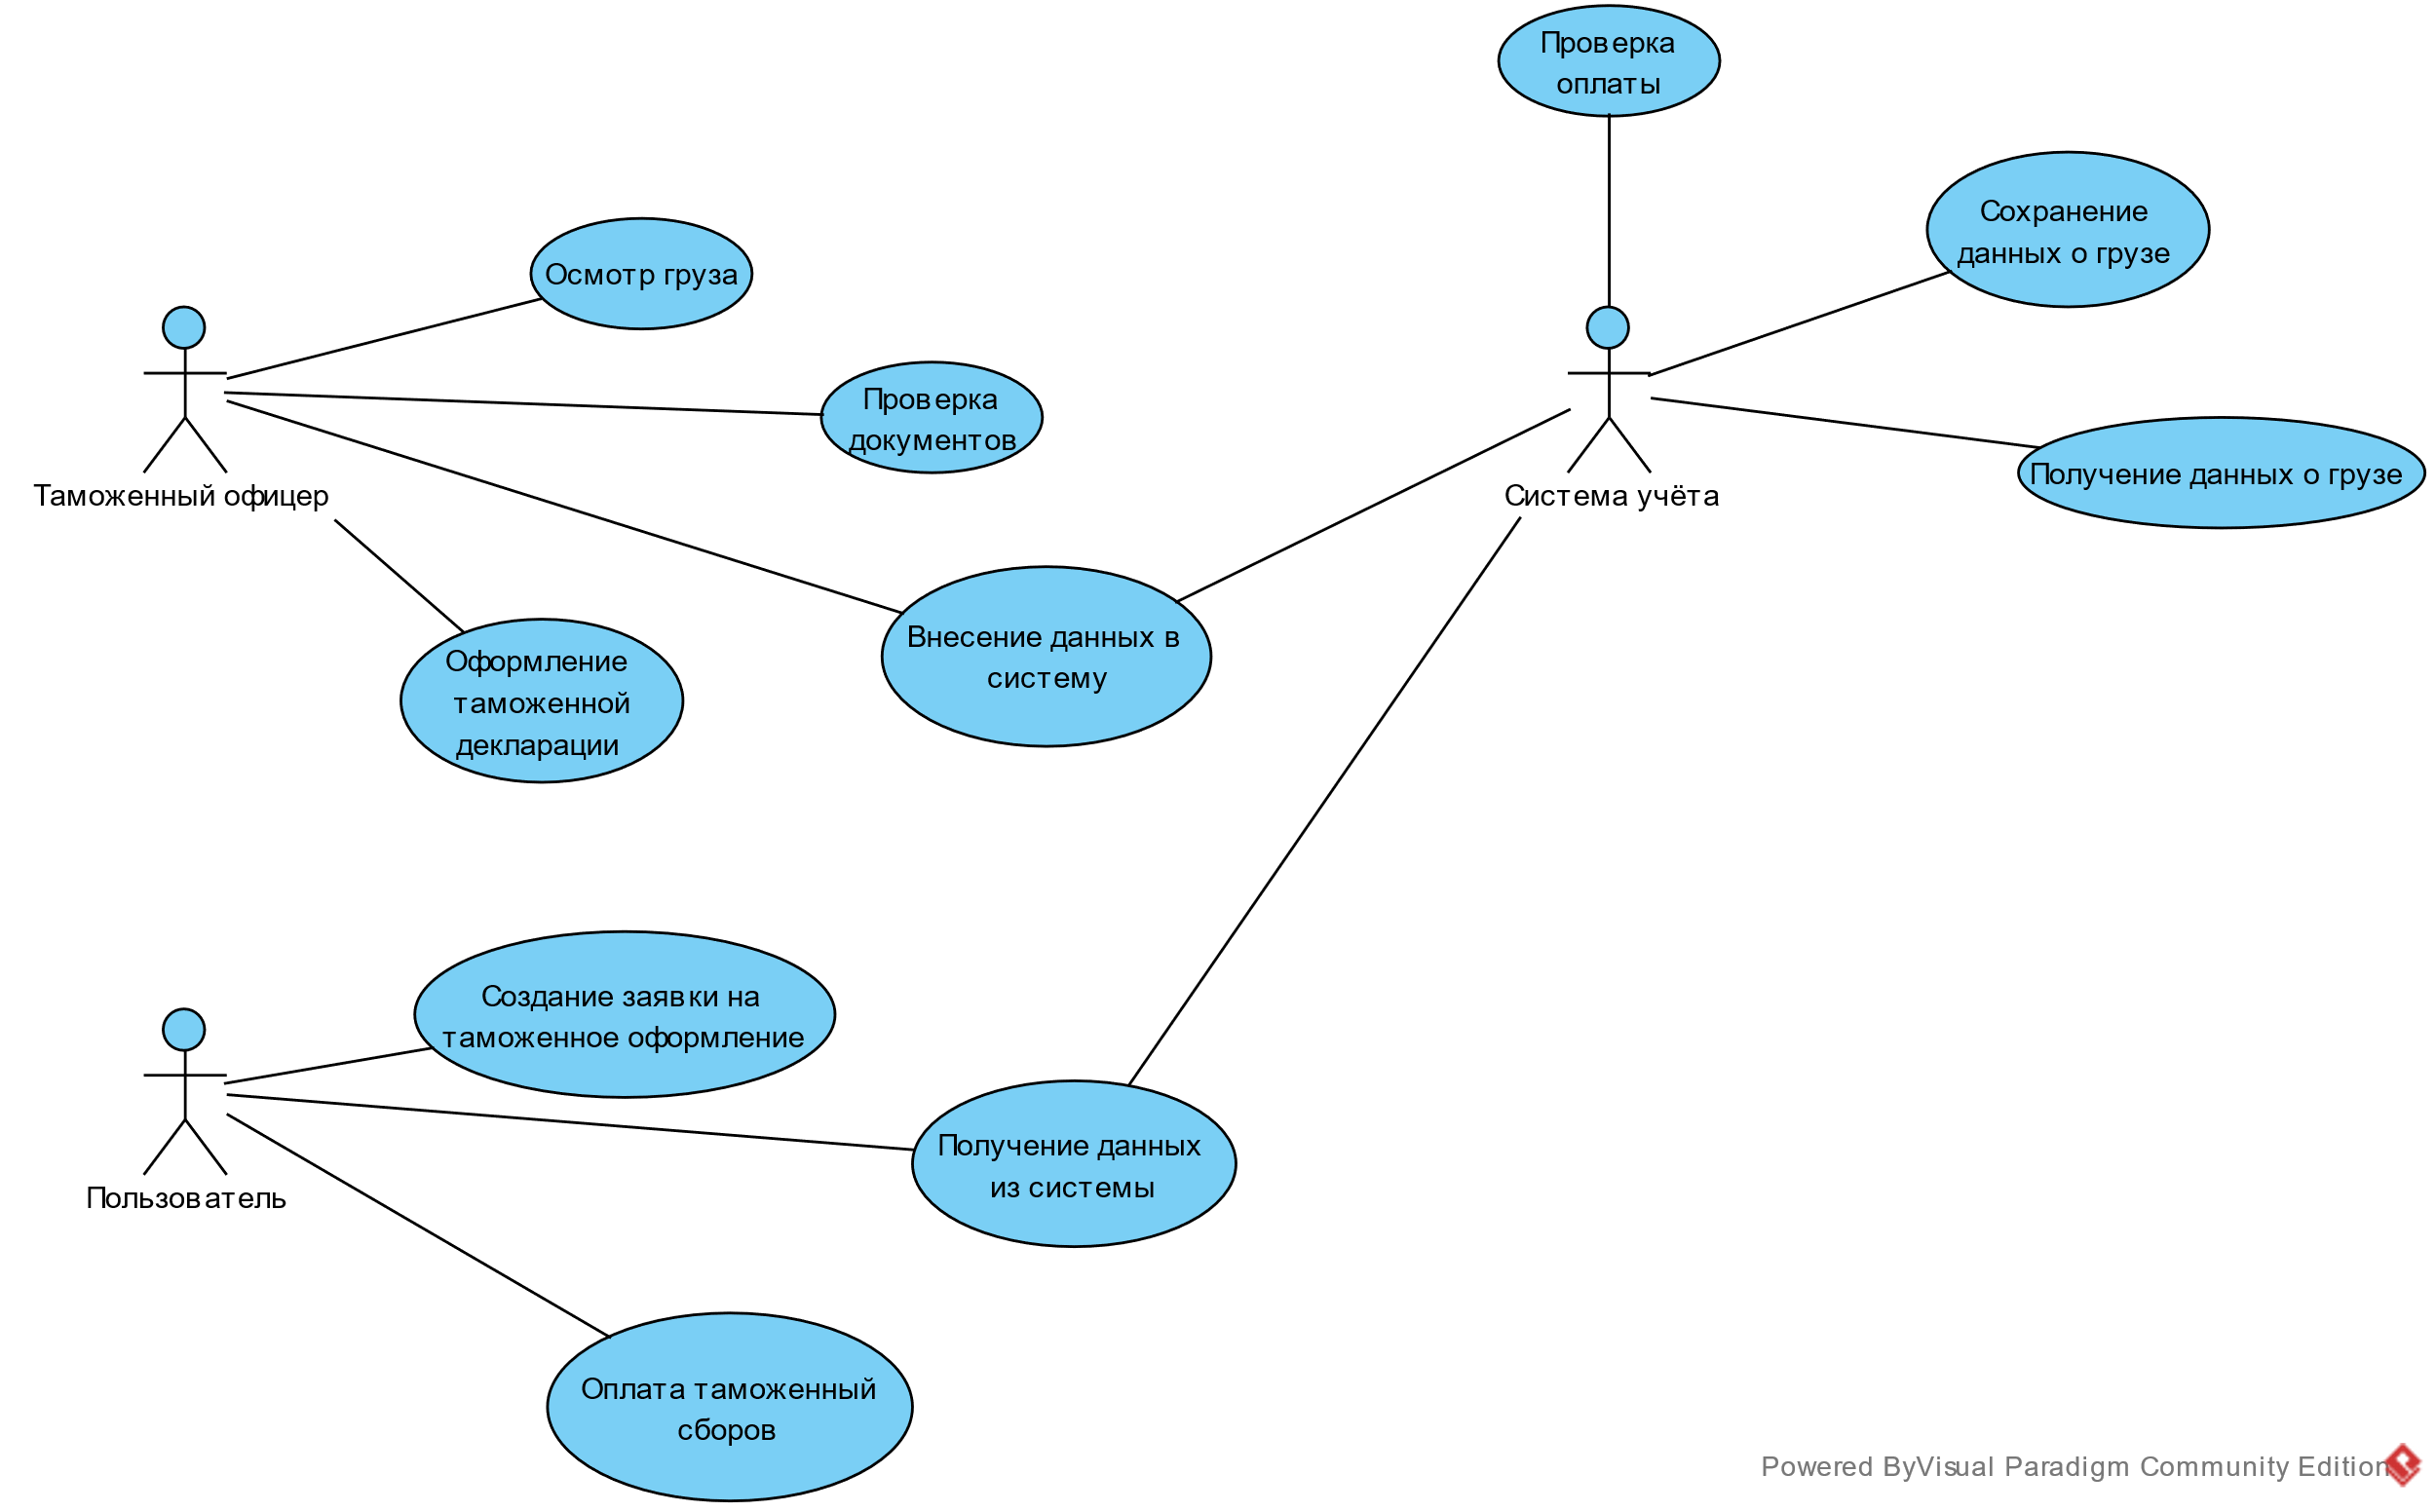 Проверка
оплаты
Сохранение
данных о грузе
Осмотр груза
Проверка
документов
Получение данных о грузе
Таможенный офицер
Система учёта
Внесение данных в
систему
Оформление
таможенной
декларации
Создание заявки на
таможенное оформление
Получение данных
из системы
Пользователь
Оплата таможенный
сборов
Powered ByVisual Paradigm Community Edition